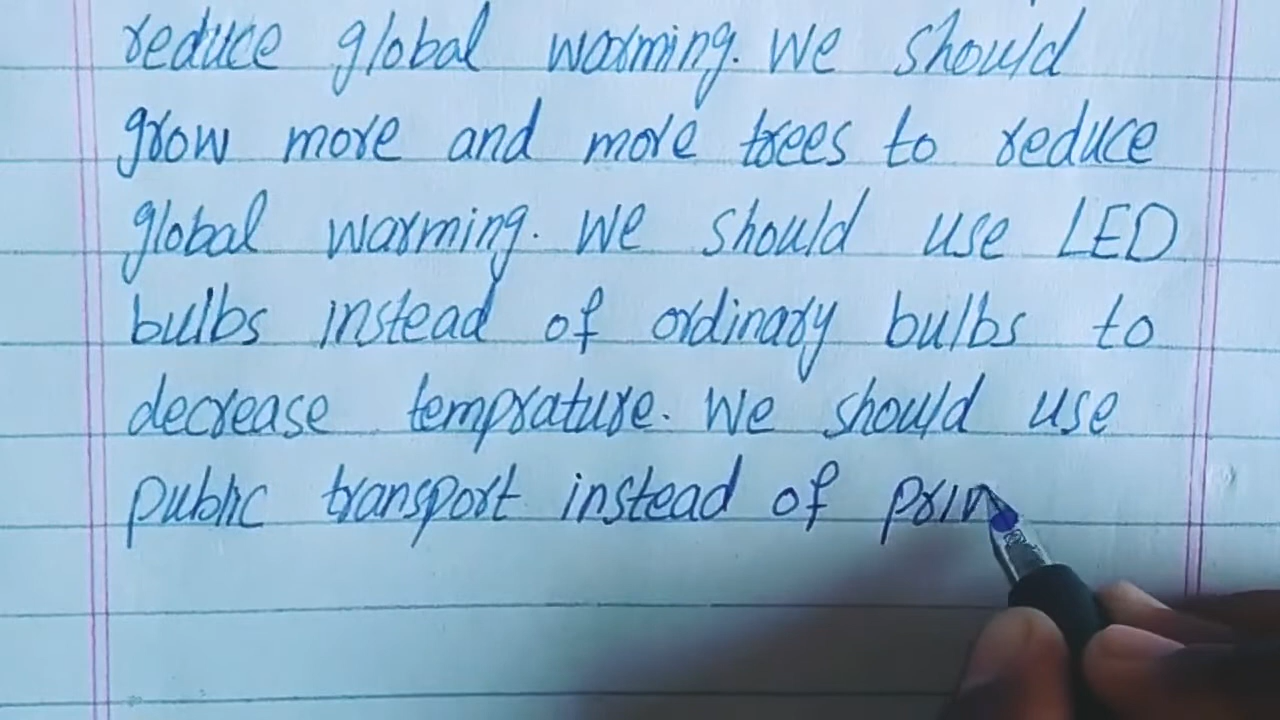 reduce global warming. We should
grow more and more trees to reduce
global warming. We should use LED
bulbs instead of ordinary bulbs to
decrease temprature. We should use
public transport instead of priv